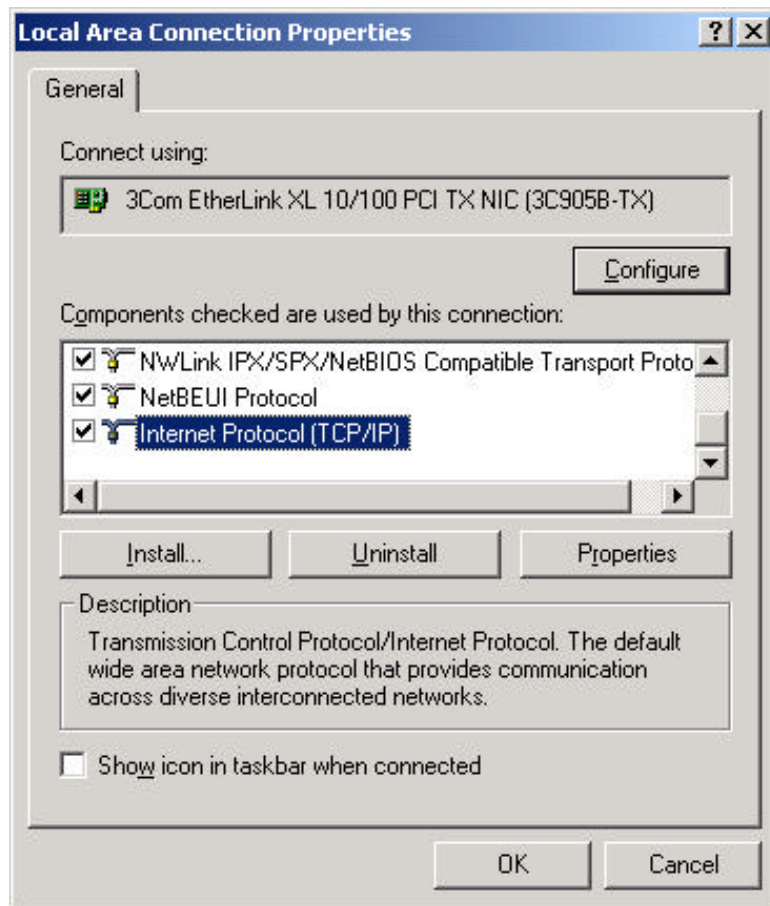 Local Area Connection Properties
General
Connect using:
3Com EtherLink XL 10/100 PCI TX NIC (3C905B-TX)
Configure
Components checked are used by this connection:
NWLink IPX/SPX/NetBIOS Compatible Transport Proto
NetBEUI Protocol
Internet Protocol (TCP/IP)
Install... Uninstall Properties
Description
Transmission Control Protocol/Internet Protocol. The default
wide area network protocol that provides communication
across diverse interconnected networks.
Show icon in taskbar when connected
OK Cancel